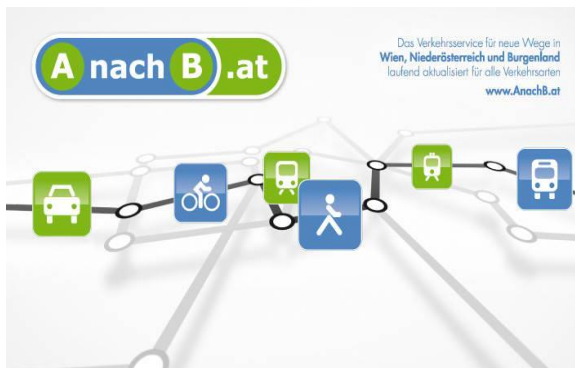 A nach B .at
Das Verkehrsservice für neue Wege in
Wien, Niederösterreich und Burgenland
laufend aktualisiert für alle Verkehrsarten
www.AnachB.at